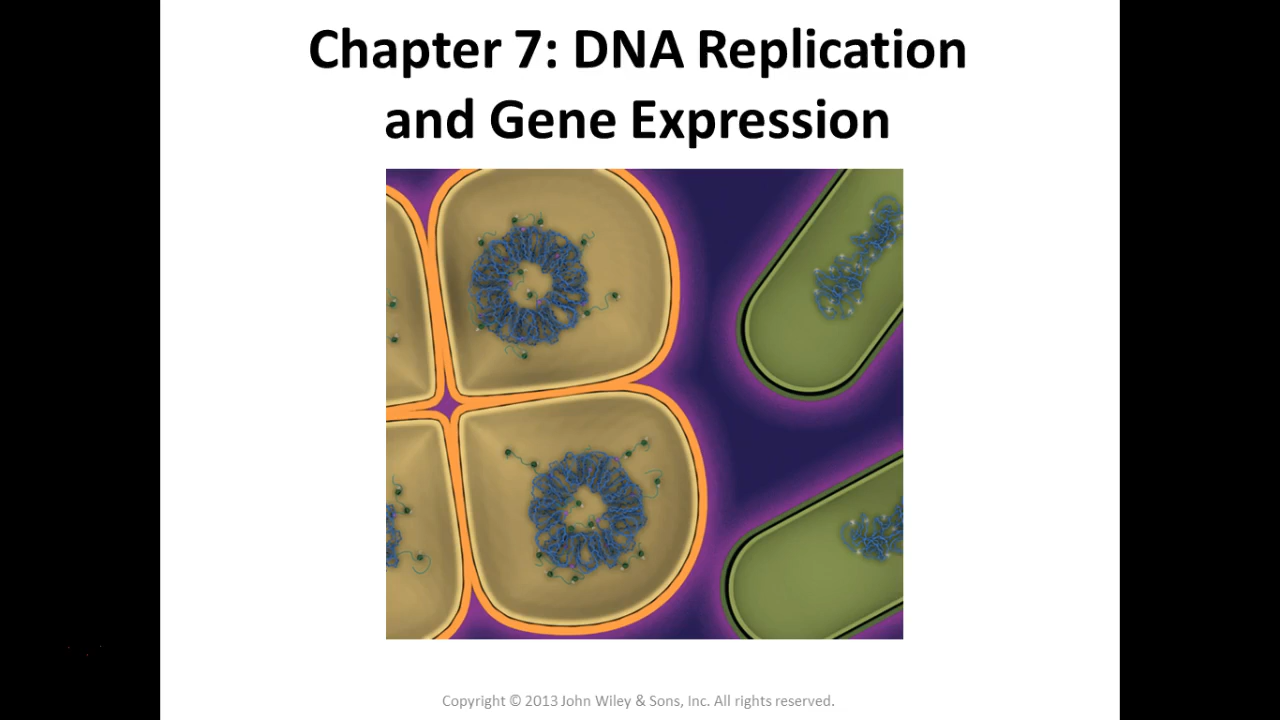 Chapter 7: DNA Replication
and Gene Expression
Copyright © 2013 John Wiley & Sons, Inc. All rights reserved.